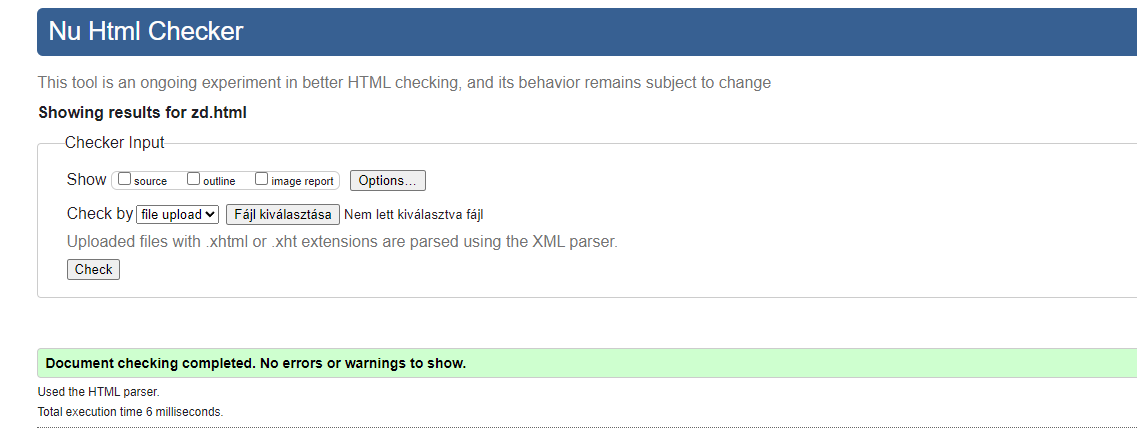 Nu Html Checker
This tool is an ongoing experiment in better HTML checking, and its behavior remains subject to change
Showing results for zd.html
Checker Input
Show source outline image report Options...
Check by file upload Fájl kiválasztása Nem lett kiválasztva fájl
Uploaded files with .xhtml or .xht extensions are parsed using the XML parser.
Check
Document checking completed. No errors or warnings to show.
Used the HTML parser.
Total execution time 6 milliseconds.